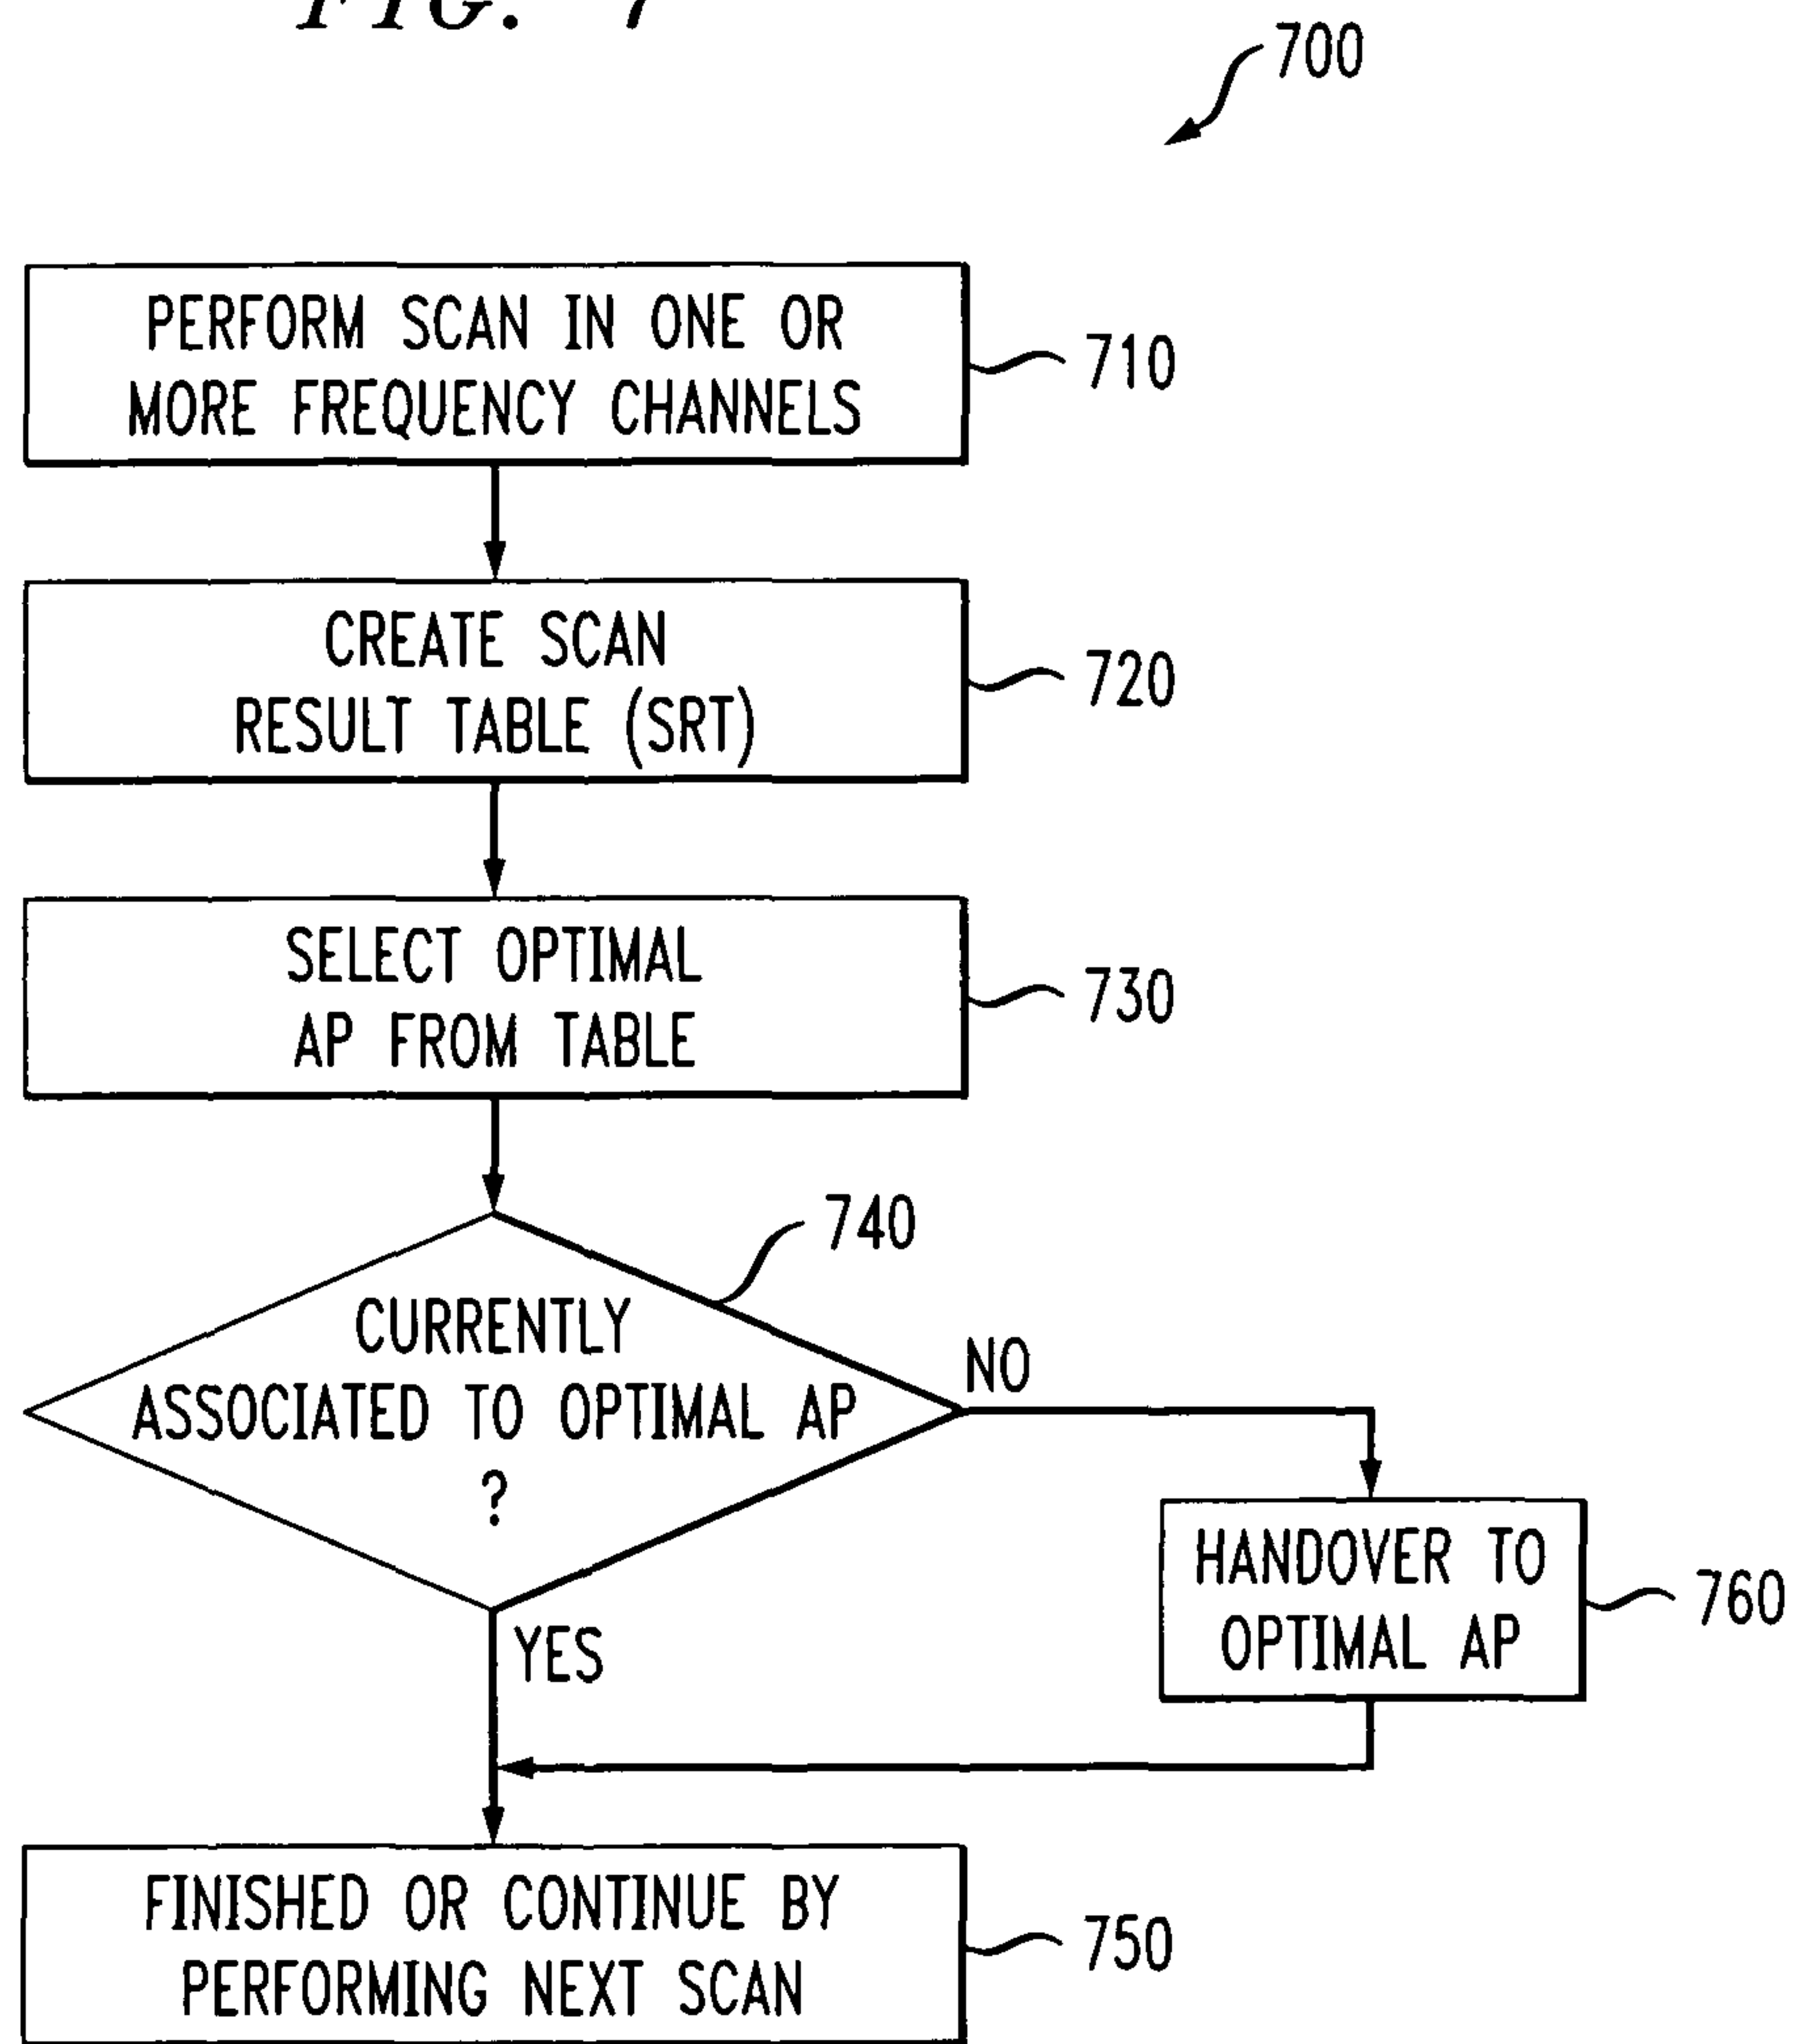 FIG. 7
700
PERFORM SCAN IN ONE OR
MORE FREQUENCY CHANNELS
710
CREATE SCAN
RESULT TABLE (SRT)
720
SELECT OPTIMAL
AP FROM TABLE
730
740
CURRENTLY
ASSOCIATED TO OPTIMAL AP
?
NO
YES
HANDOVER TO
OPTIMAL AP
760
FINISHED OR CONTINUE BY
PERFORMING NEXT SCAN
750